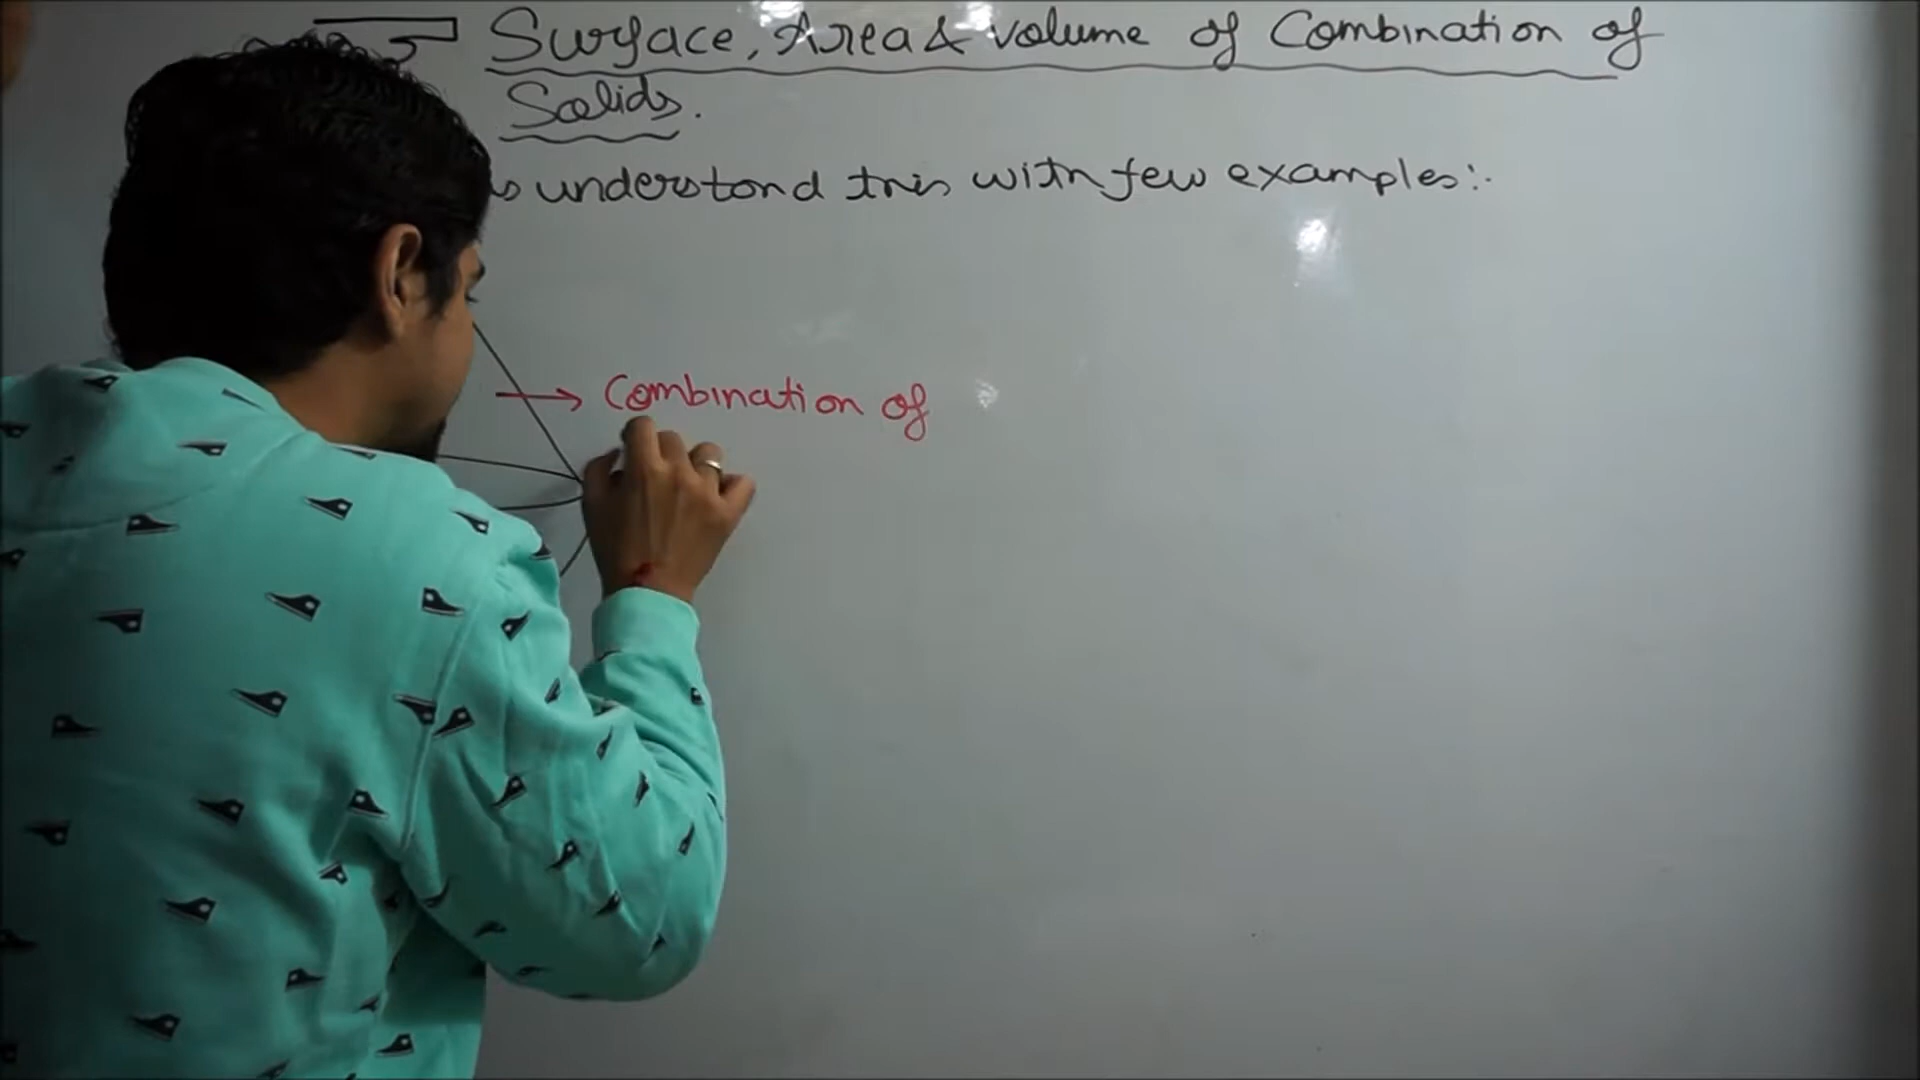 Surface, Area & volume of Combination of
Solids.
understand this with few examples:-
→ Combination of